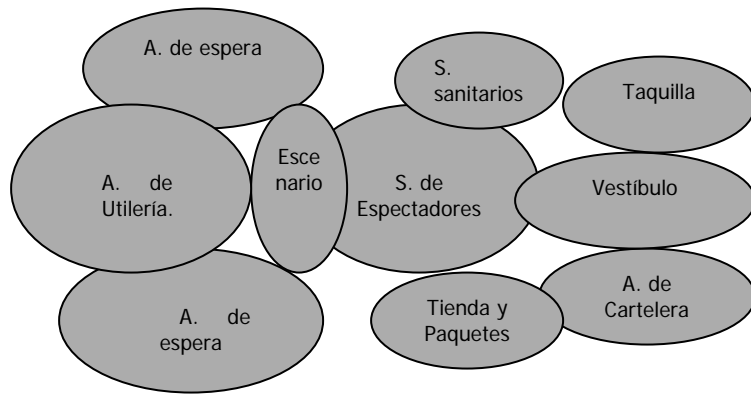 A. de espera
S.
sanitarios
Taquilla
Esce
nario
A. de
Utilería.
S. de
Espectadores
Vestíbulo
A. de
espera
Tienda y
Paquetes
A. de
Cartelera